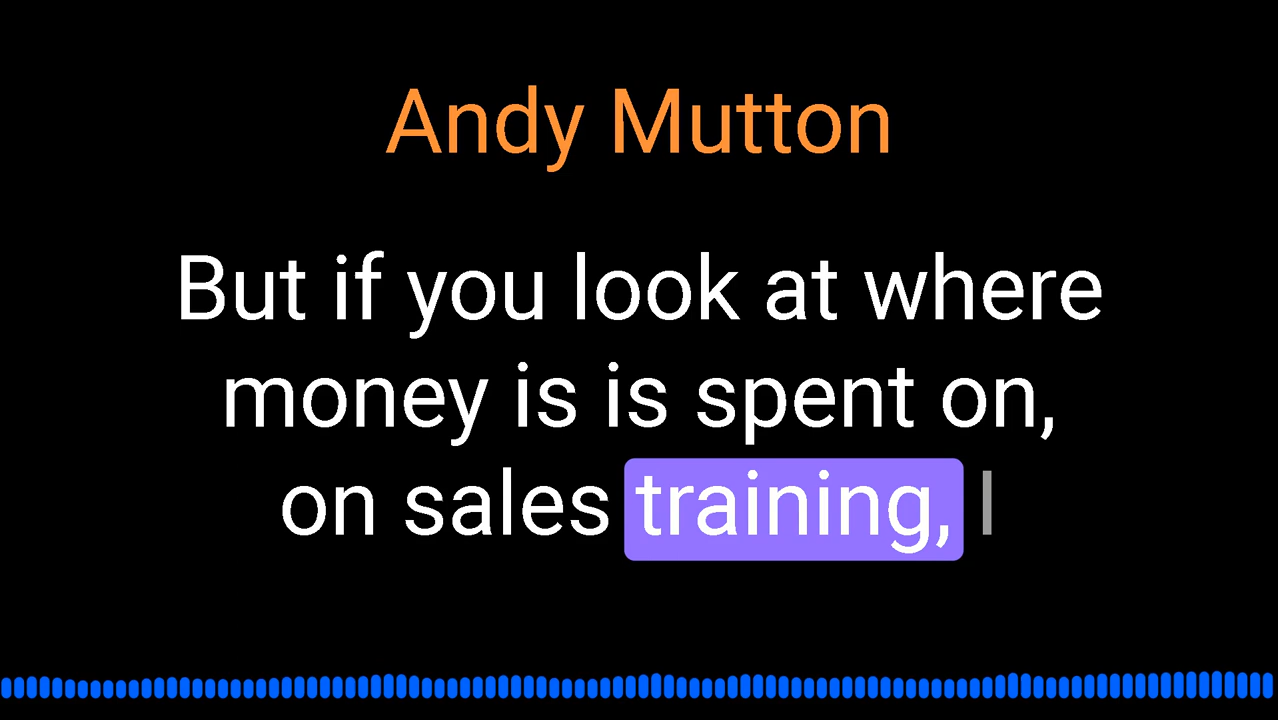 Andy Mutton
But if you look at where
money is is spent on,
on sales training, I